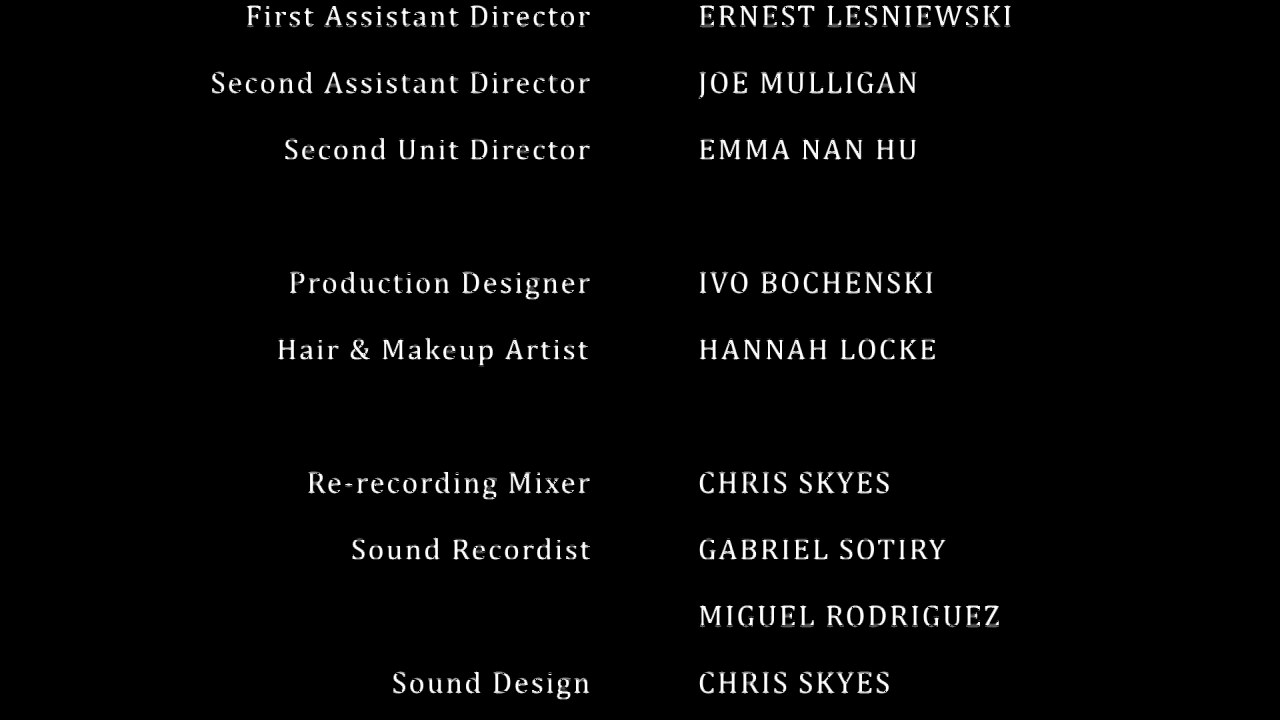 First Assistant Director ERNEST LESNIEWSKI
Second Assistant Director JOE MULLIGAN
Second Unit Director EMMA NAN HU
Production Designer IVO BOCHENSKI
Hair & Makeup Artist HANNAH LOCKE
Re-recording Mixer CHRIS SKYES
Sound Recordist GABRIEL SOTIRY
MIGUEL RODRIGUEZ
Sound Design CHRIS SKYES